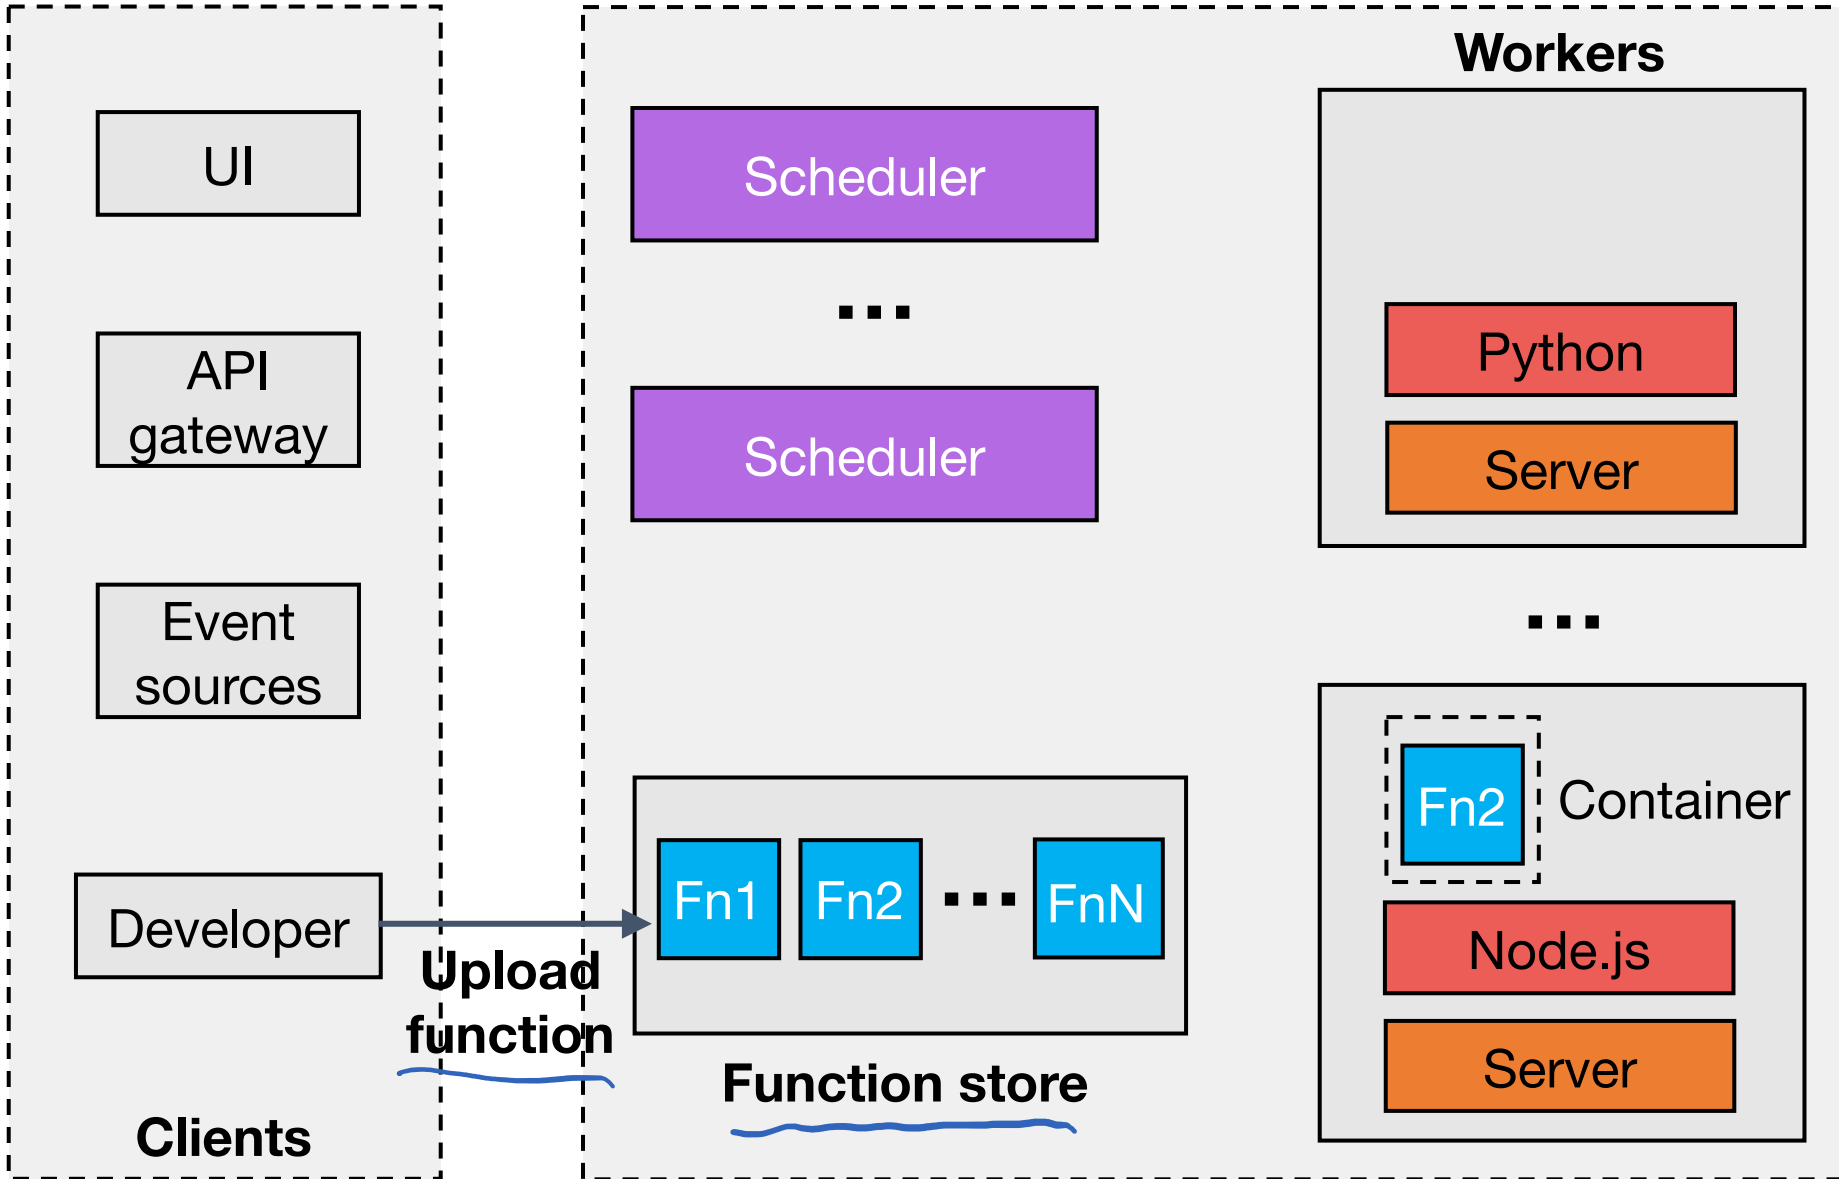 UI
API
gateway
Event
sources
Developer
Clients
Upload
function
Scheduler
...
Scheduler
Fn1 Fn2 ... FnN
Function store
Workers
Python
Server
...
Fn2
Container
Node.js
Server